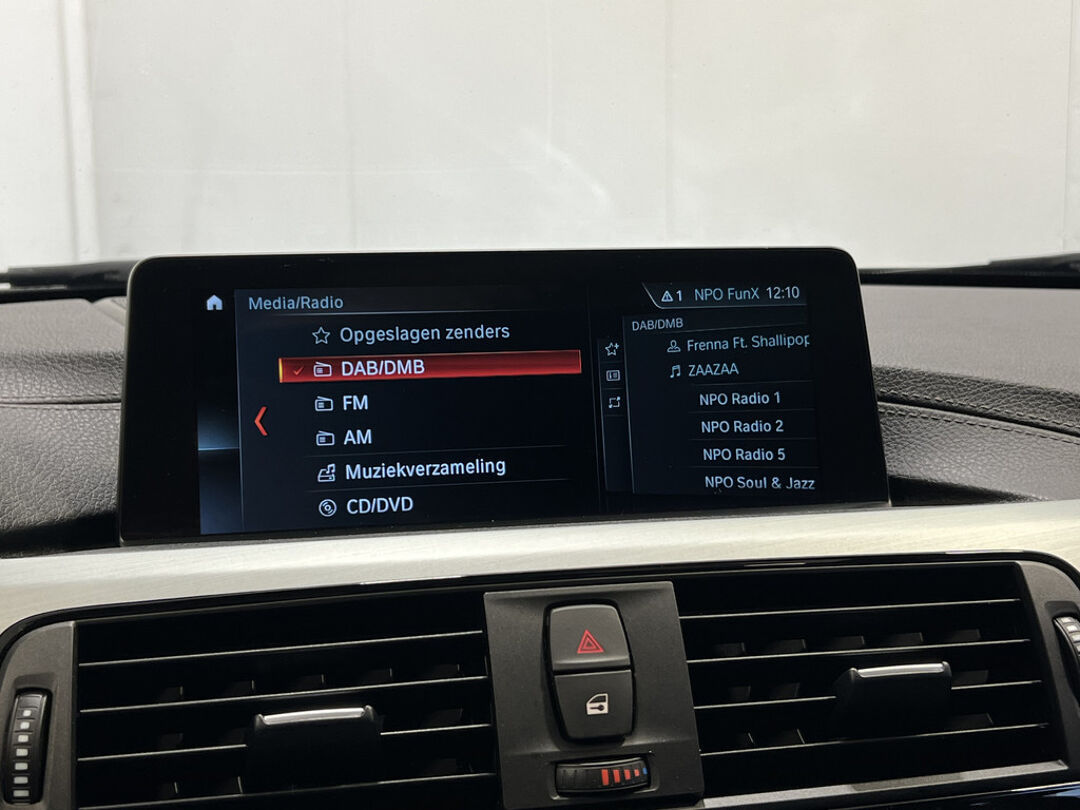 Media/Radio
Opgeslagen zenders
DAB/DMB
FM
AM
Muziekverzameling
CD/DVD
1 NPO FunX 12:10
DAB/DMB
Frenna Ft. Shallipop
ZAAZAA
NPO Radio 1
NPO Radio 2
NPO Radio 5
NPO Soul & Jazz